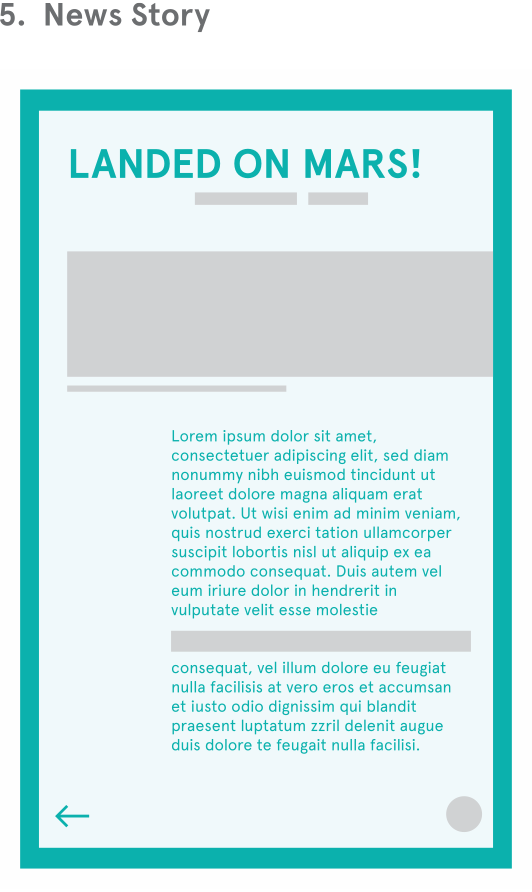 5. News Story
LANDED ON MARS!
Lorem ipsum dolor sit amet,
consectetuer adipiscing elit, sed diam
nonummy nibh euismod tincidunt ut
laoreet dolore magna aliquam erat
volutpat. Ut wisi enim ad minim veniam,
quis nostrud exerci tation ullamcorper
suscipit lobortis nisl ut aliquip ex ea
commodo consequat. Duis autem vel
eum iriure dolor in hendrerit in
vulputate velit esse molestie
consequat, vel illum dolore eu feugiat
nulla facilisis at vero eros et accumsan
et iusto odio dignissim qui blandit
praesent luptatum zzril delenit augue
duis dolore te feugait nulla facilisi.